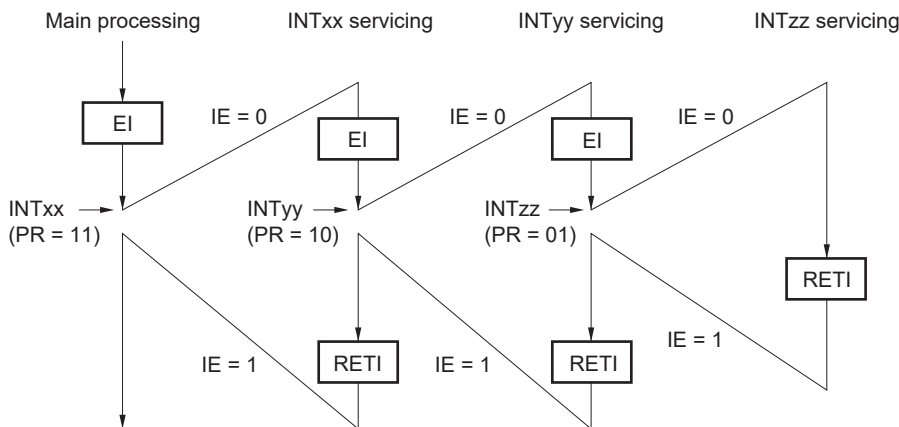 Main processing
INTxx servicing
INTyy servicing
INTzz servicing
EI
IE = 0
EI
IE = 0
EI
IE = 0
INTxx
(PR = 11)
INTyy
(PR = 10)
INTzz
(PR = 01)
RETI
IE = 1
RETI
IE = 1
RETI
IE = 1